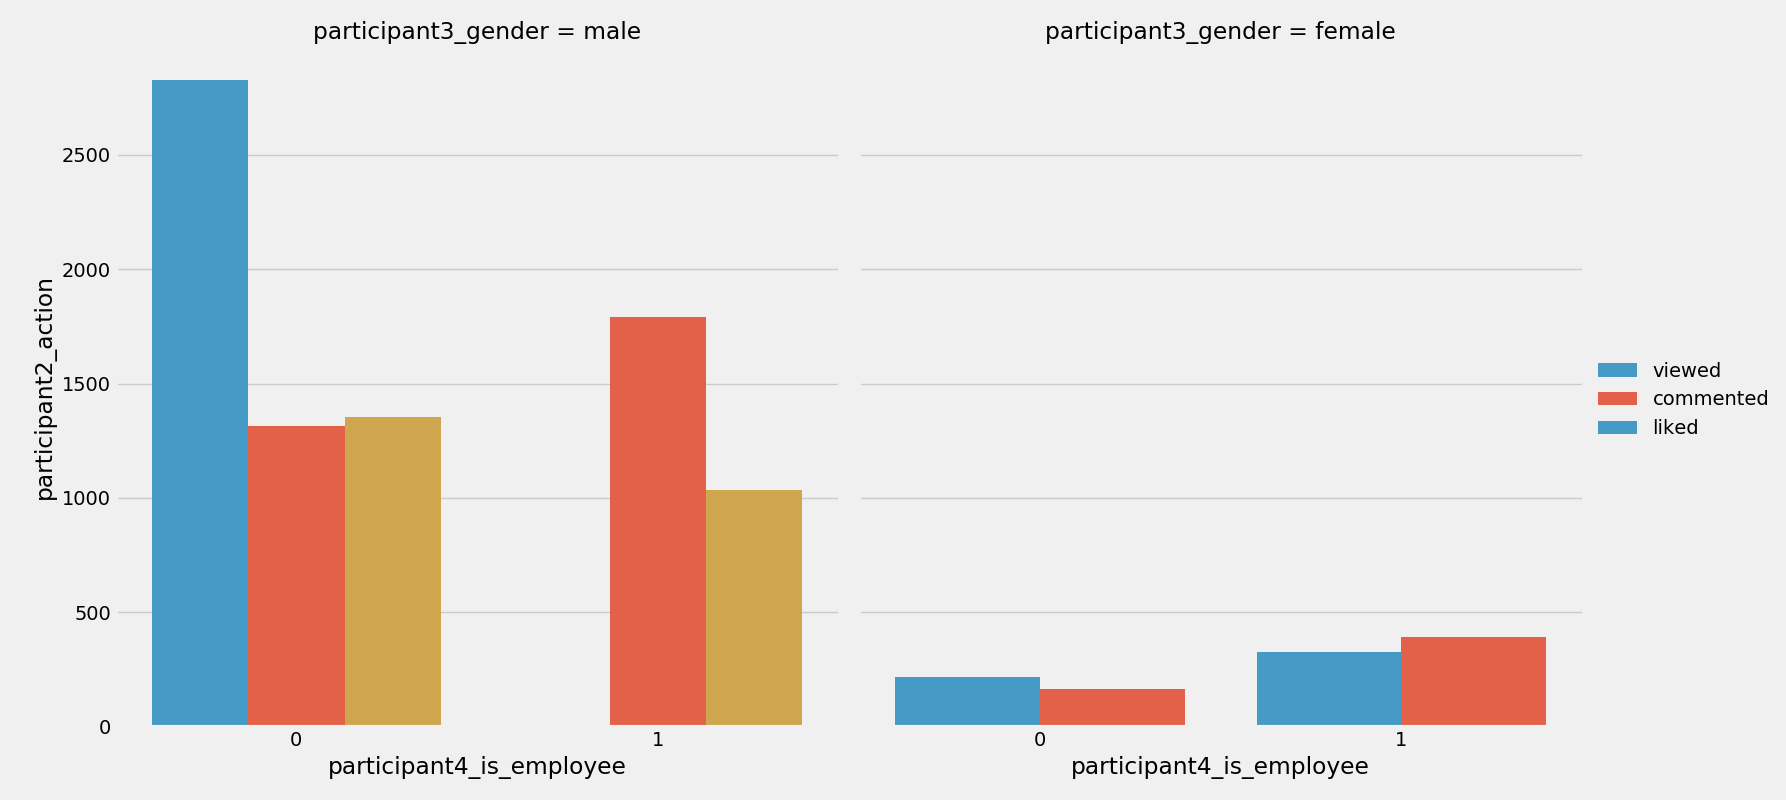 participant3_gender = male
participant3_gender = female
participant2_action
2500
2000
1500
1000
500
0
0
1
0
1
participant4_is_employee
participant4_is_employee
viewed
commented
liked